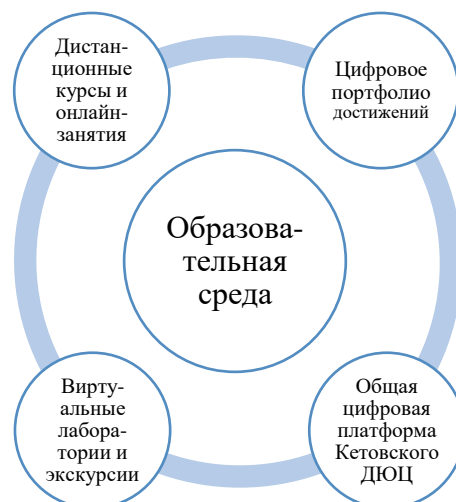 Дистан-
ционные
курсы и
онлайн-
занятия
Цифровое
портфолио
достижений
Образова-
тельная
среда
Вирту-
альные
лабора-
тории и
экскурсии
Общая
цифровая
платформа
Кетовского
ДЮЦ